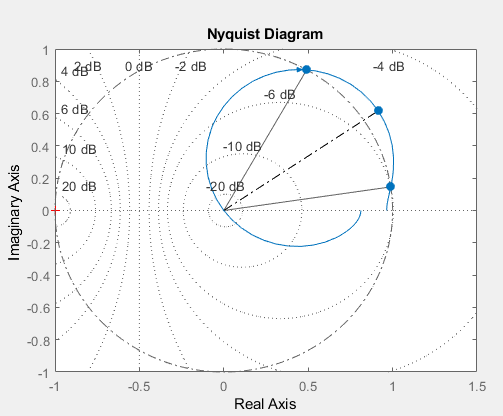 Nyquist Diagram
1
4 dB
2 dB
0 dB
-2 dB
-4 dB
0.8
-6 dB
6 dB
0.6
10 dB
-10 dB
0.4
20 dB
-20 dB
0.2
0
-0.2
-0.4
-0.6
-0.8
-1
-1
-0.5
0
0.5
1
1.5
Real Axis
Imaginary Axis